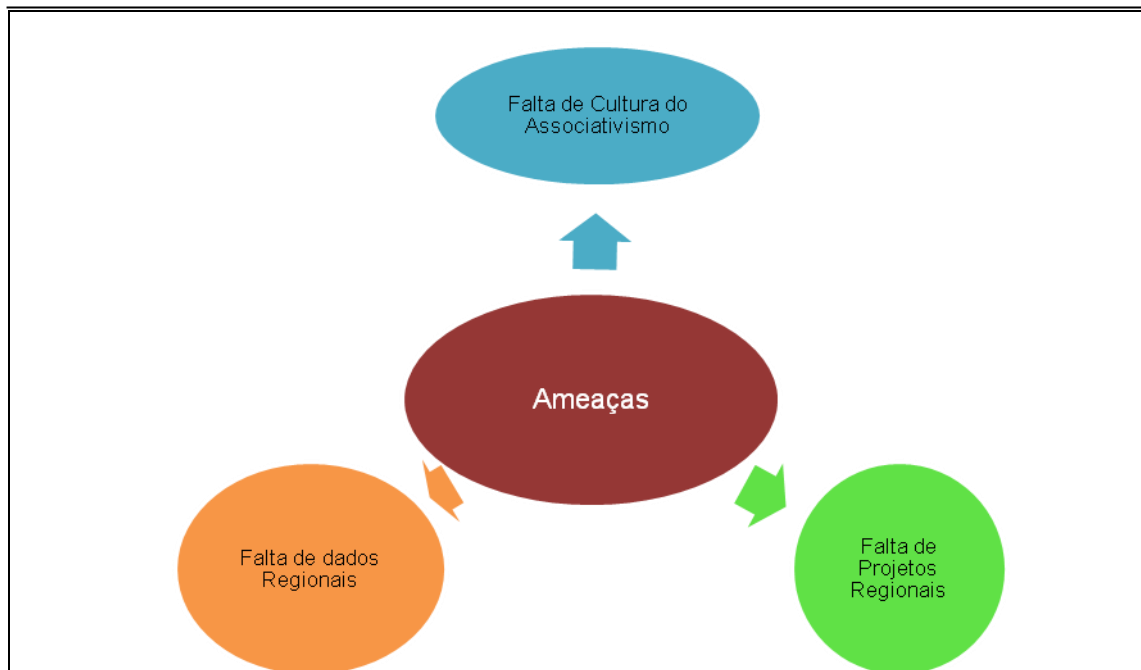 Falta de Cultura do
Associativismo
Ameaças
Falta de dados
Regionais
Falta de
Projetos
Regionais